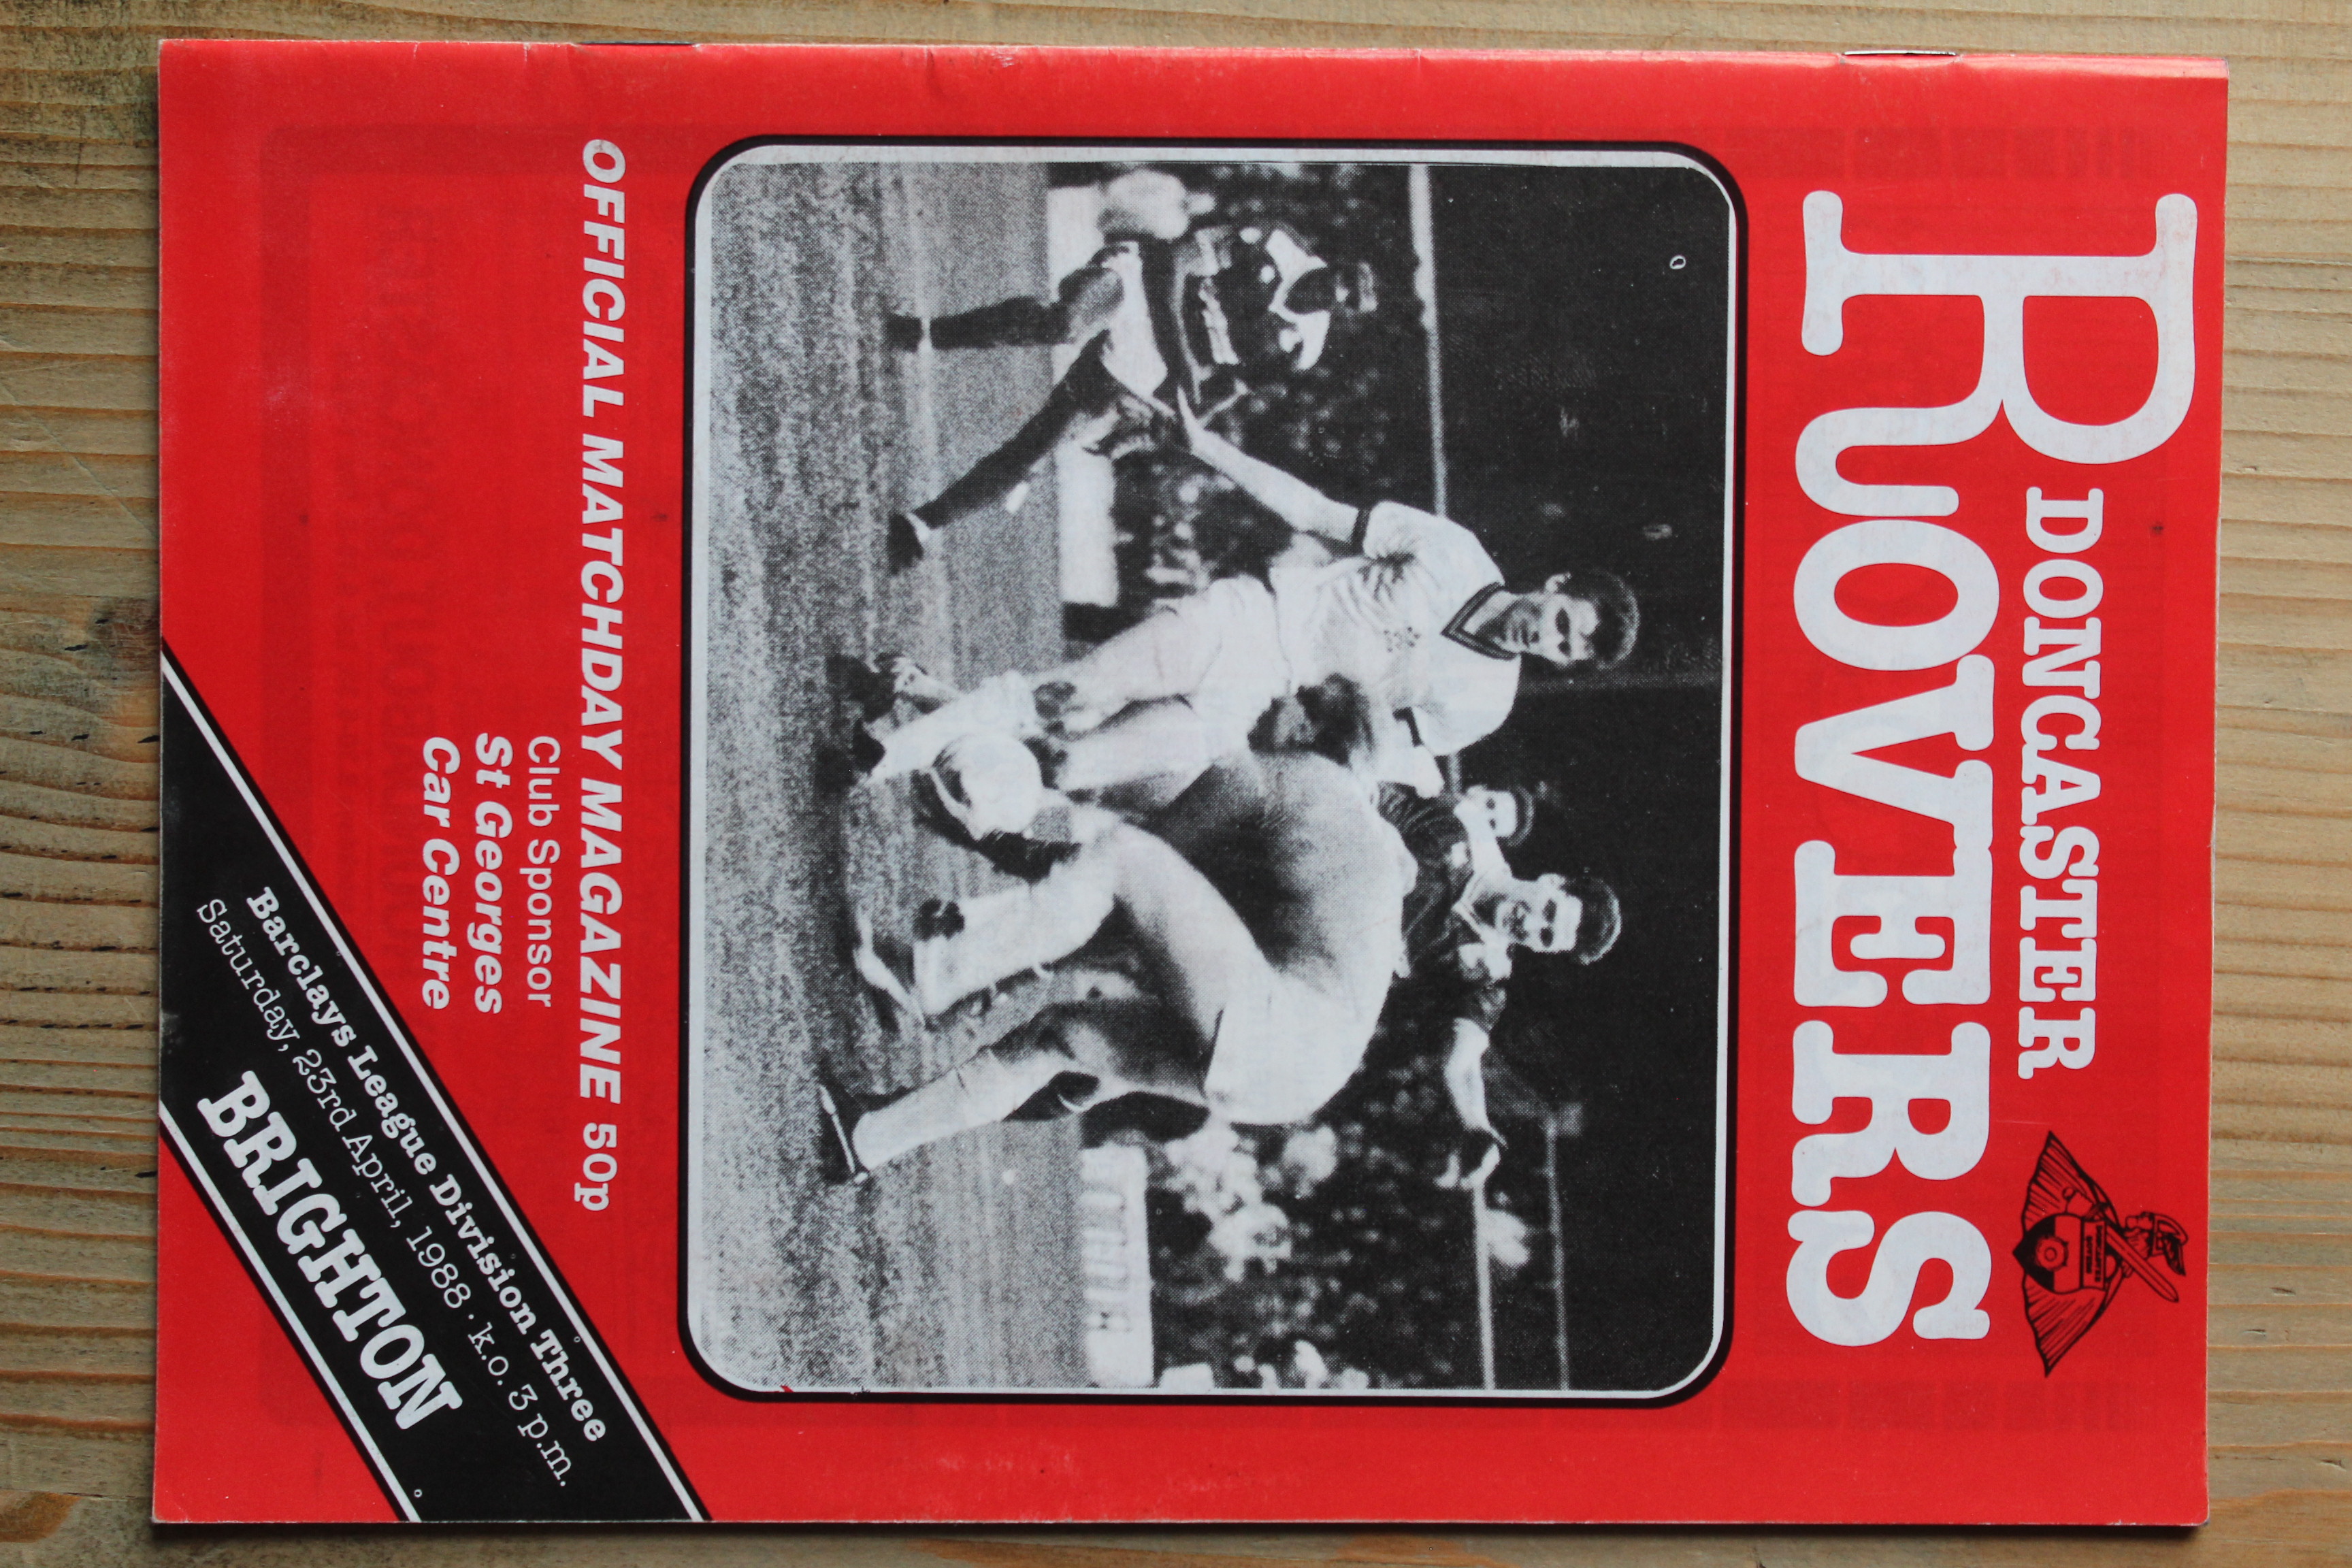 DONCASTER
ROVERS
OFFICIAL MATCHDAY MAGAZINE 50p
Club Sponsor
St Georges
Car Centre
Barclays League Division Three
Saturday, 23rd April, 1988 · k.o. 3 p.m.
BRIGHTON